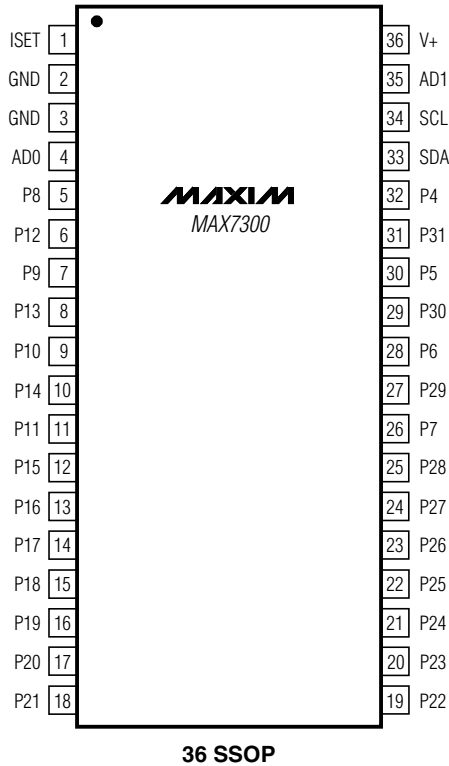 ISET 1 36 V+
GND 2 35 AD1
GND 3 34 SCL
AD0 4 33 SDA
P8 5 MAXIM 32 P4
P12 6 MAX7300 31 P31
P9 7 30 P5
P13 8 29 P30
P10 9 28 P6
P14 10 27 P29
P11 11 26 P7
P15 12 25 P28
P16 13 24 P27
P17 14 23 P26
P18 15 22 P25
P19 16 21 P24
P20 17 20 P23
P21 18 19 P22
36 SSOP